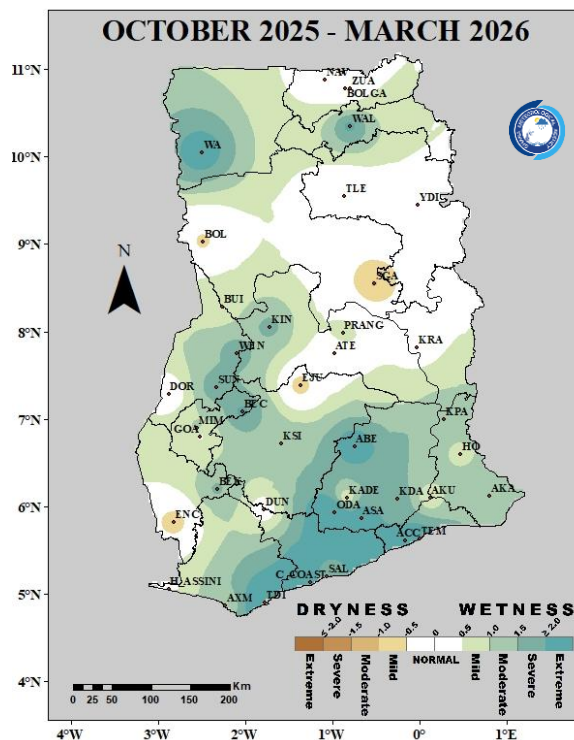 OCTOBER 2025 - MARCH 2026
11°N
10°N
9°N
8°N
7°N
6°N
5°N
4°N
NAV
ZUA
BOLGA
WAL
WA
TLE
YDI
BOL
SGA
N
BUI
KIN
PRANG
WEN
ATE
KRA
EJU
DOR
SUN
BEC
MIM
GOA
KPA
KSI
ABE
HO
BEK
KADE
KDA
AKU
AKA
DUN
ODA
ASA
ENC
ACC
TEM
SAL
C. COAST
H.ASSINI
AXM
TDI
DRYNESS WETNESS
≤ -2.0 -1.5 -1.0 -0.5 0 0.5 1.0 1.5 ≥ 2.0
Extreme Severe Moderate Mild NORMAL Mild Moderate Severe Extreme
0 25 50 100 150 200 Km
4°W 3°W 2°W 1°W 0° 1°E